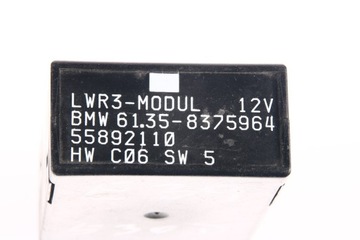 LWR3-MODUL 12V
BMW 61.35-8375964
55892110
HW C06 SW 5